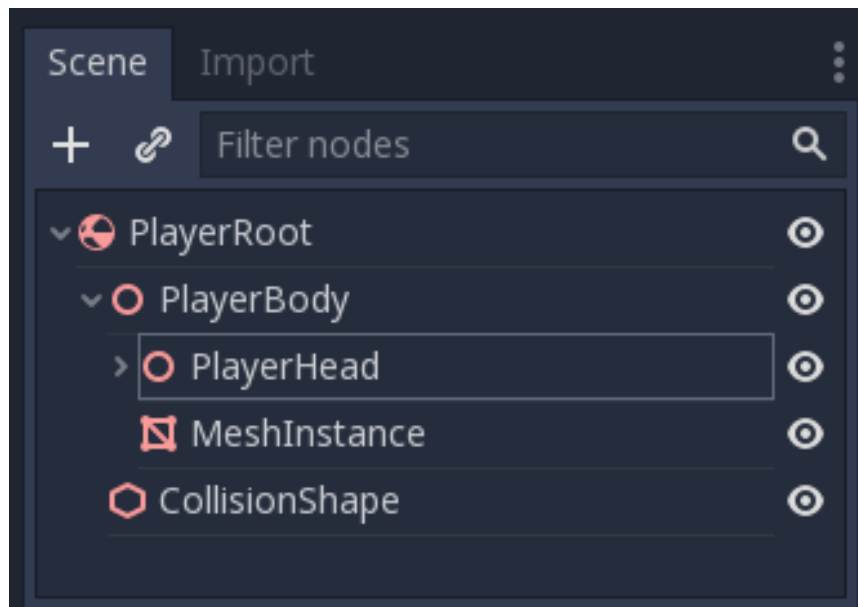 Scene Import
Filter nodes
PlayerRoot
PlayerBody
PlayerHead
MeshInstance
CollisionShape